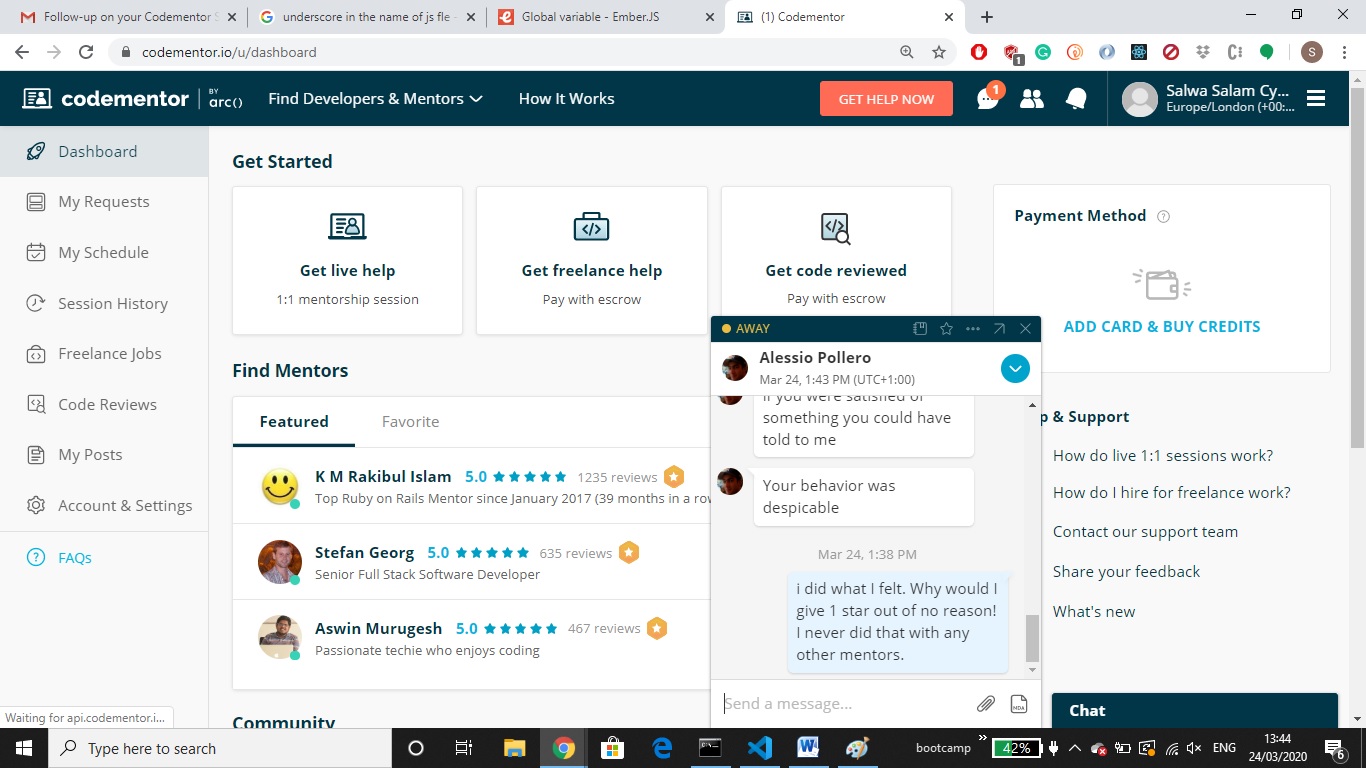 Follow-up on your Codementor S
underscore in the name of js fle -
Global variable - Ember.JS
(1) Codementor
codementor.io/u/dashboard
1
S
codementor
BY
arc()
Find Developers & Mentors
How It Works
GET HELP NOW
1
Salwa Salam Cy...
Europe/London (+00:...
Dashboard
My Requests
My Schedule
Session History
Freelance Jobs
Code Reviews
My Posts
Account & Settings
FAQs
Get Started
Get live help
1:1 mentorship session
Get freelance help
Pay with escrow
Get code reviewed
Pay with escrow
Payment Method
ADD CARD & BUY CREDITS
Find Mentors
Featured
Favorite
K M Rakibul Islam 5.0 1235 reviews
Top Ruby on Rails Mentor since January 2017 (39 months in a row
Stefan Georg 5.0 635 reviews
Senior Full Stack Software Developer
Aswin Murugesh 5.0 467 reviews
Passionate techie who enjoys coding
Community
AWAY
Alessio Pollero
Mar 24, 1:43 PM (UTC+1:00)
If you were satisfied of
something you could have
told to me
Your behavior was
despicable
Mar 24, 1:38 PM
i did what I felt. Why would I
give 1 star out of no reason!
I never did that with any
other mentors.
Send a message...
MDA
p & Support
How do live 1:1 sessions work?
How do I hire for freelance work?
Contact our support team
Share your feedback
What's new
Chat
Waiting for api.codementor.i...
Type here to search
bootcamp
42%
ENG
13:44
24/03/2020
6